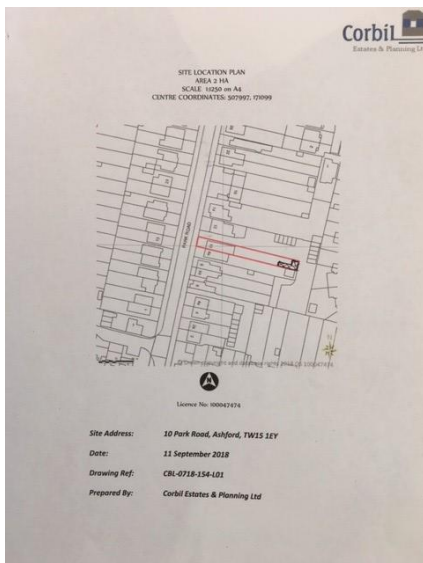 Corbil
Estates & Planning Ltd
SITE LOCATION PLAN
AREA 2 HA
SCALE 1:1250 on A4
CENTRE COORDINATES: 507997, 171099
PARK ROAD
Licence No: 100047474
Site Address: 10 Park Road, Ashford, TW15 1EY
Date: 11 September 2018
Drawing Ref: CBL-0718-154-L01
Prepared By: Corbil Estates & Planning Ltd